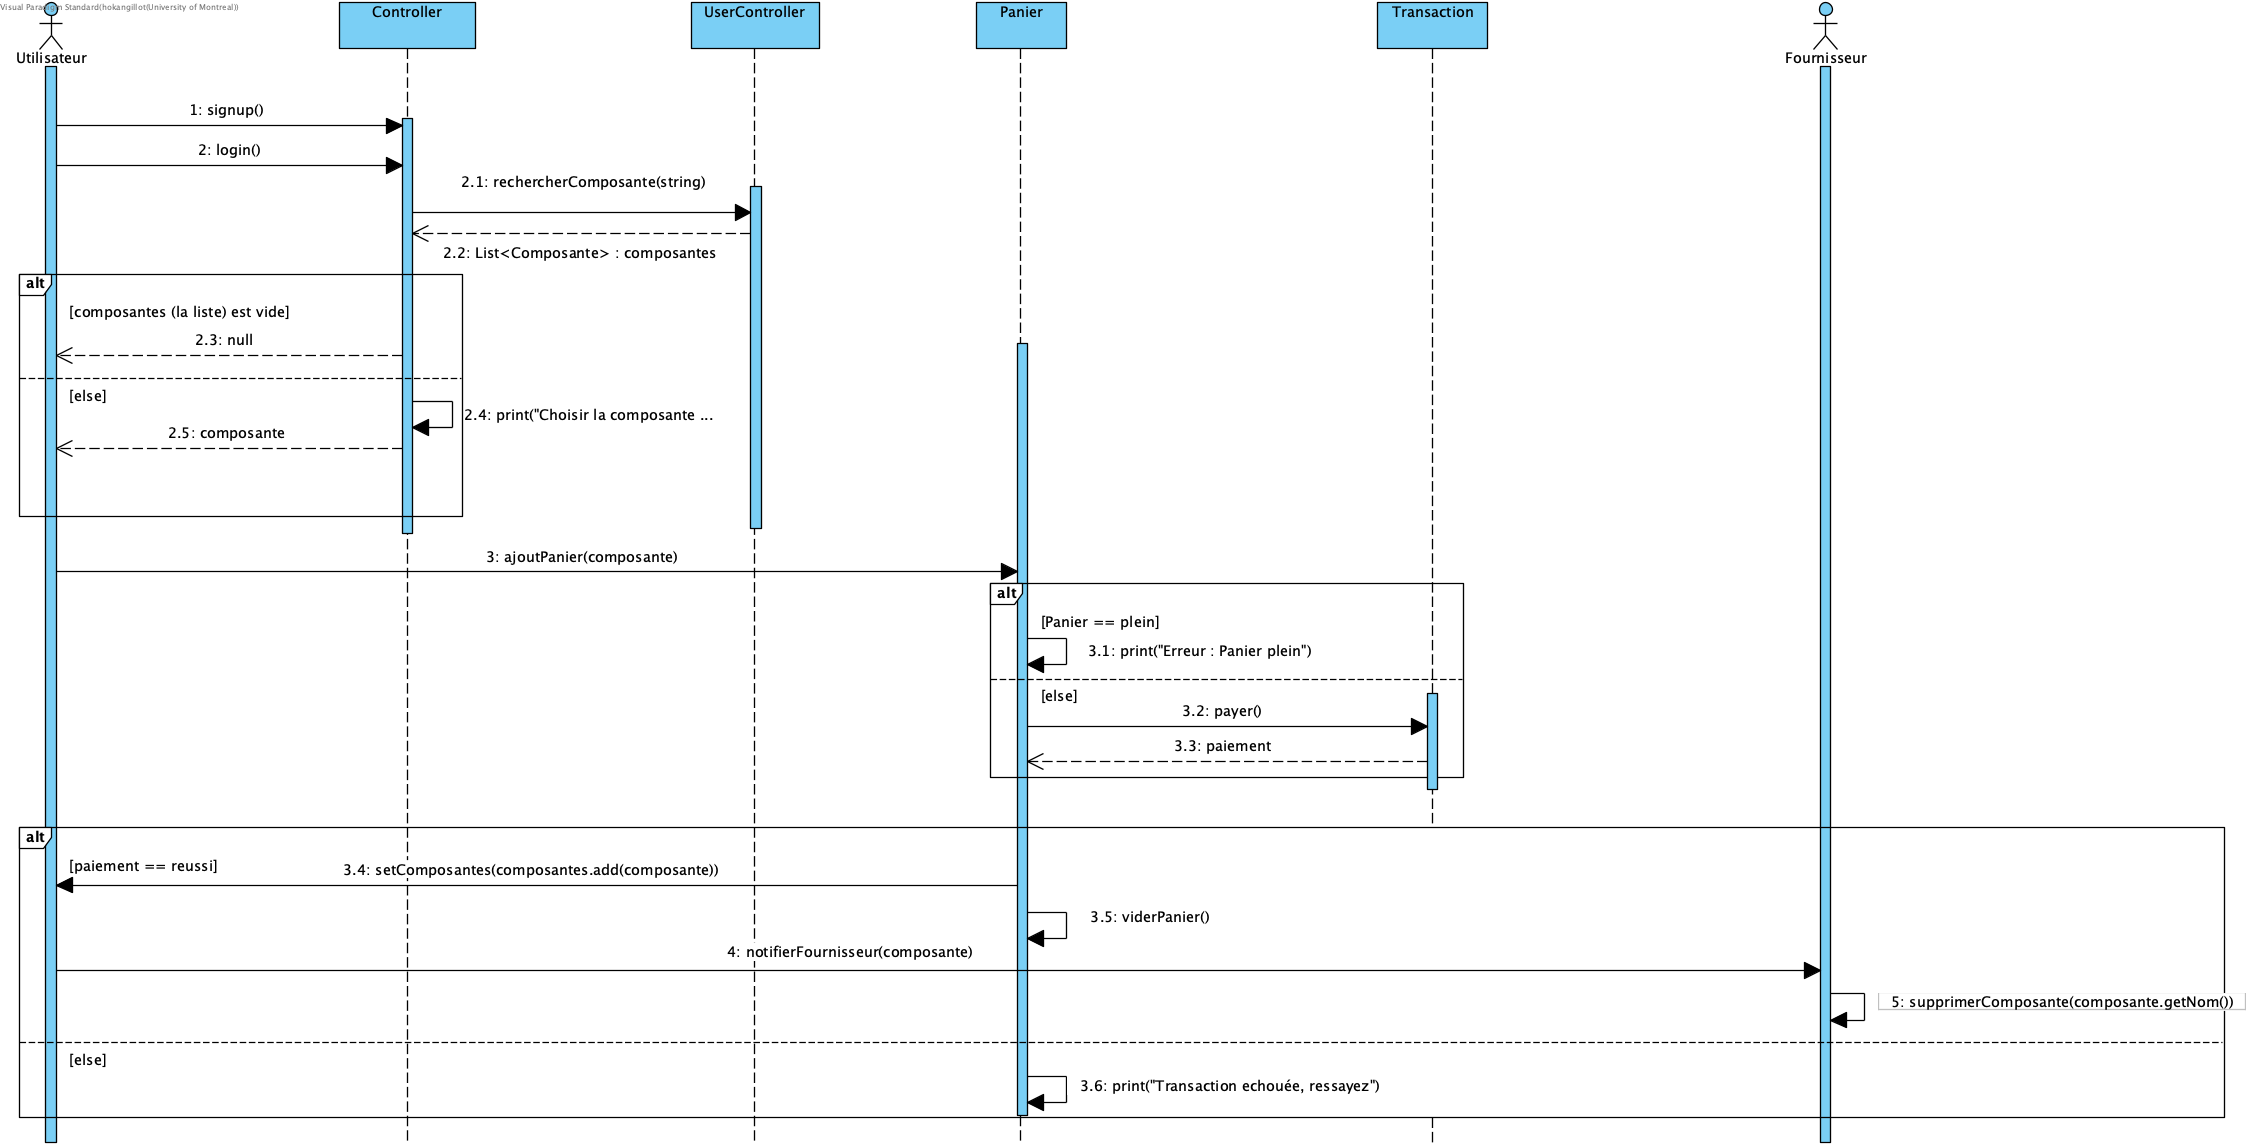 Visual Paradigm Standard(hokangillot(University of Montreal))
Utilisateur
Controller
UserController
Panier
Transaction
Fournisseur
1: signup()
2: login()
2.1: rechercherComposante(string)
2.2: List<Composante> : composantes
alt
[composantes (la liste) est vide]
2.3: null
[else]
2.4: print("Choisir la composante ...
2.5: composante
3: ajoutPanier(composante)
alt
[Panier == plein]
3.1: print("Erreur : Panier plein")
[else]
3.2: payer()
3.3: paiement
alt
[paiement == reussi]
3.4: setComposantes(composantes.add(composante))
3.5: viderPanier()
4: notifierFournisseur(composante)
5: supprimerComposante(composante.getNom())
[else]
3.6: print("Transaction echouée, ressayez")